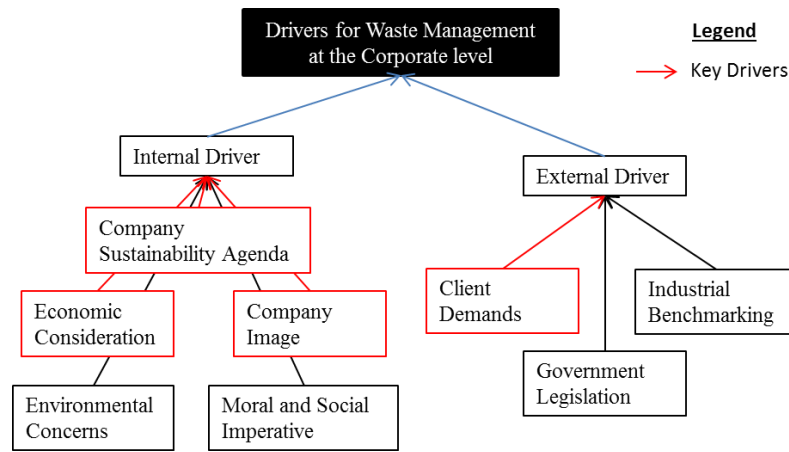 Drivers for Waste Management
at the Corporate level
Legend
Key Drivers
Internal Driver
External Driver
Company
Sustainability Agenda
Economic
Consideration
Company
Image
Client
Demands
Industrial
Benchmarking
Environmental
Concerns
Moral and Social
Imperative
Government
Legislation